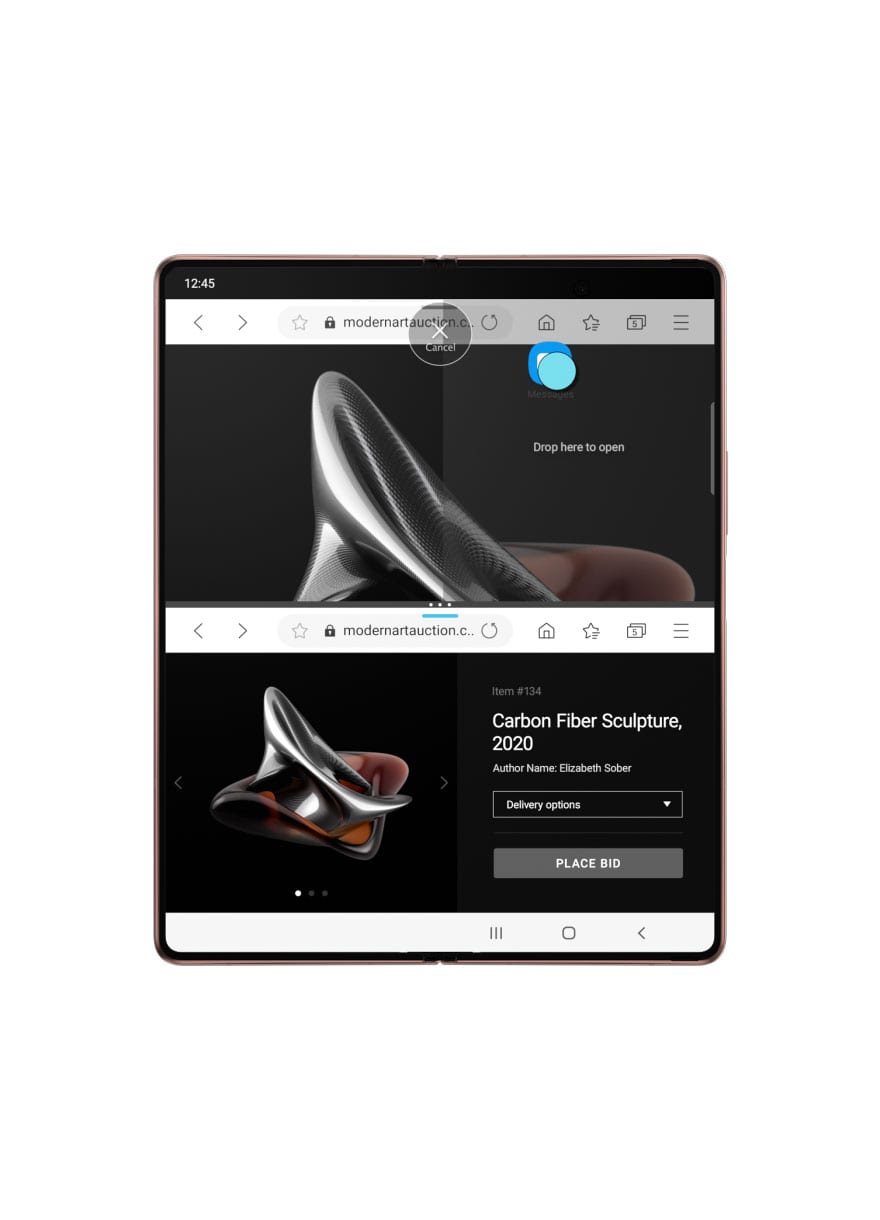 12:45
modernartauction.c..
5
Cancel
Messages
Drop here to open
modernartauction.c..
5
Item #134
Carbon Fiber Sculpture,
2020
Author Name: Elizabeth Sober
Delivery options
PLACE BID